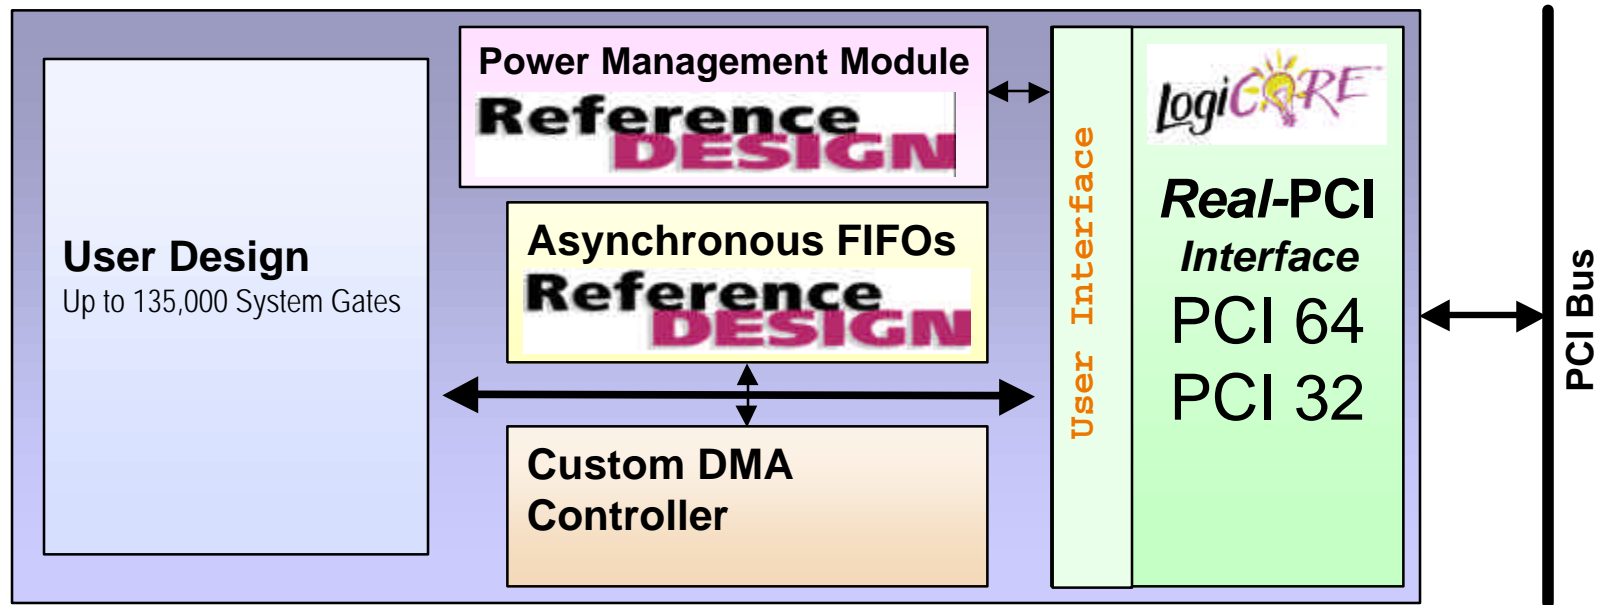 User Design
Up to 135,000 System Gates
Power Management Module
Reference
DESIGN
Asynchronous FIFOs
Reference
DESIGN
Custom DMA
Controller
User Interface
LogiCORE
Real-PCI
Interface
PCI 64
PCI 32
PCI Bus